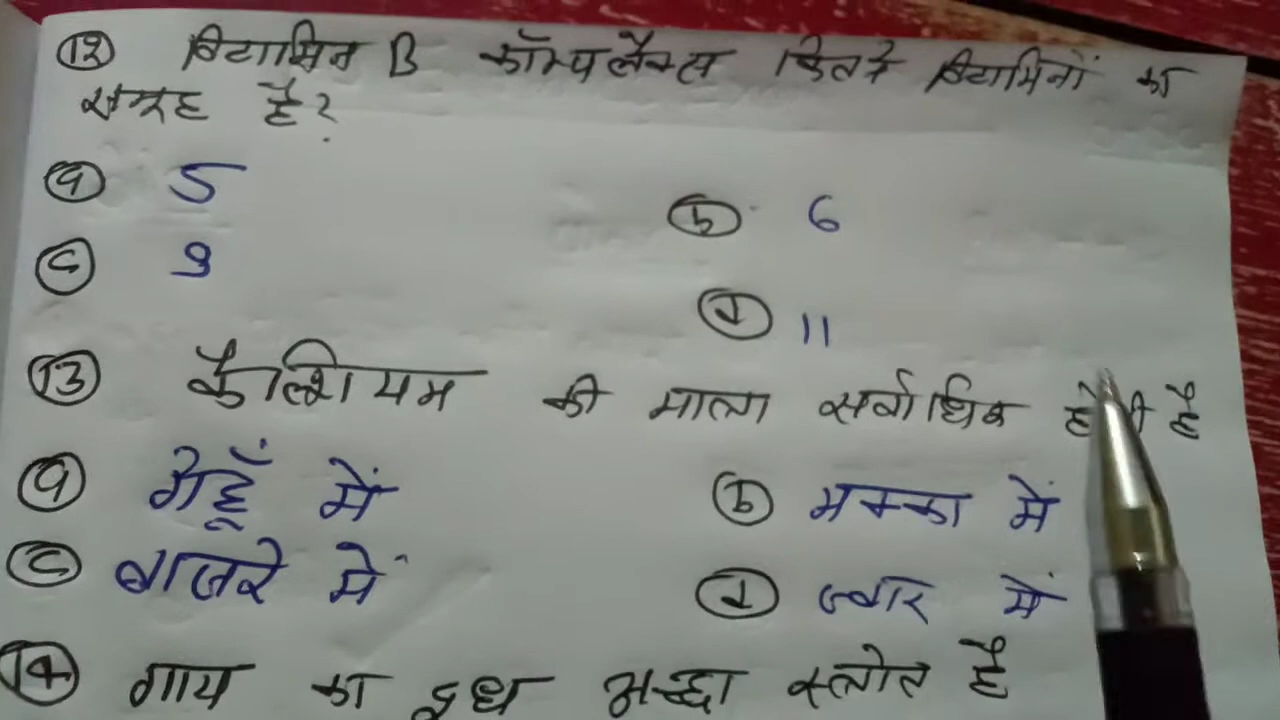 (12) विटामिन B कॉम्पलैक्स कितने विटामिनों का
समूह है?
(a) 5
(b) 6
(c) 9
(d) 11
(13) कैल्शियम की मात्रा सर्वाधिक होती है
(a) गेहूँ में
(b) मक्का में
(c) बाजरे में
(d) ज्वार में
(14) गाय का दूध अच्छा स्त्रोत है